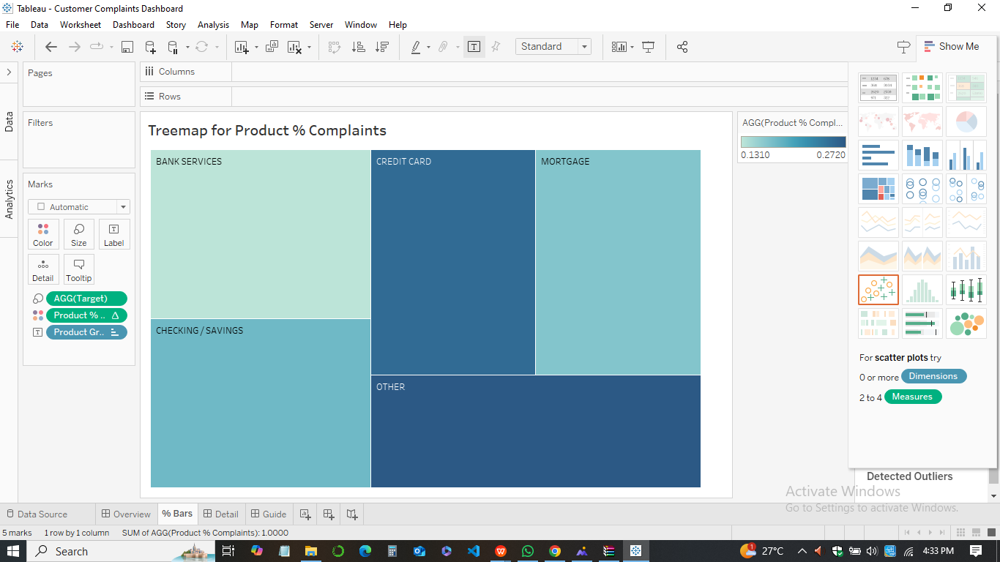 Tableau - Customer Complaints Dashboard
File Data Worksheet Dashboard Story Analysis Map Format Server Window Help
Standard
Show Me
Pages
Columns
Rows
Filters
Data
Analytics
Marks
Automatic
Color Size Label
Detail Tooltip
AGG(Target)
Product % ..
Product Gr..
Treemap for Product % Complaints
BANK SERVICES
CREDIT CARD
MORTGAGE
CHECKING / SAVINGS
OTHER
AGG(Product % Compl...
0.1310 0.2720
For scatter plots try
0 or more Dimensions
2 to 4 Measures
Detected Outliers
Activate Windows
Go to Settings to activate Windows.
Data Source Overview % Bars Detail Guide
5 marks 1 row by 1 column SUM of AGG(Product % Complaints): 1.0000
Search
1
27°C
4:33 PM